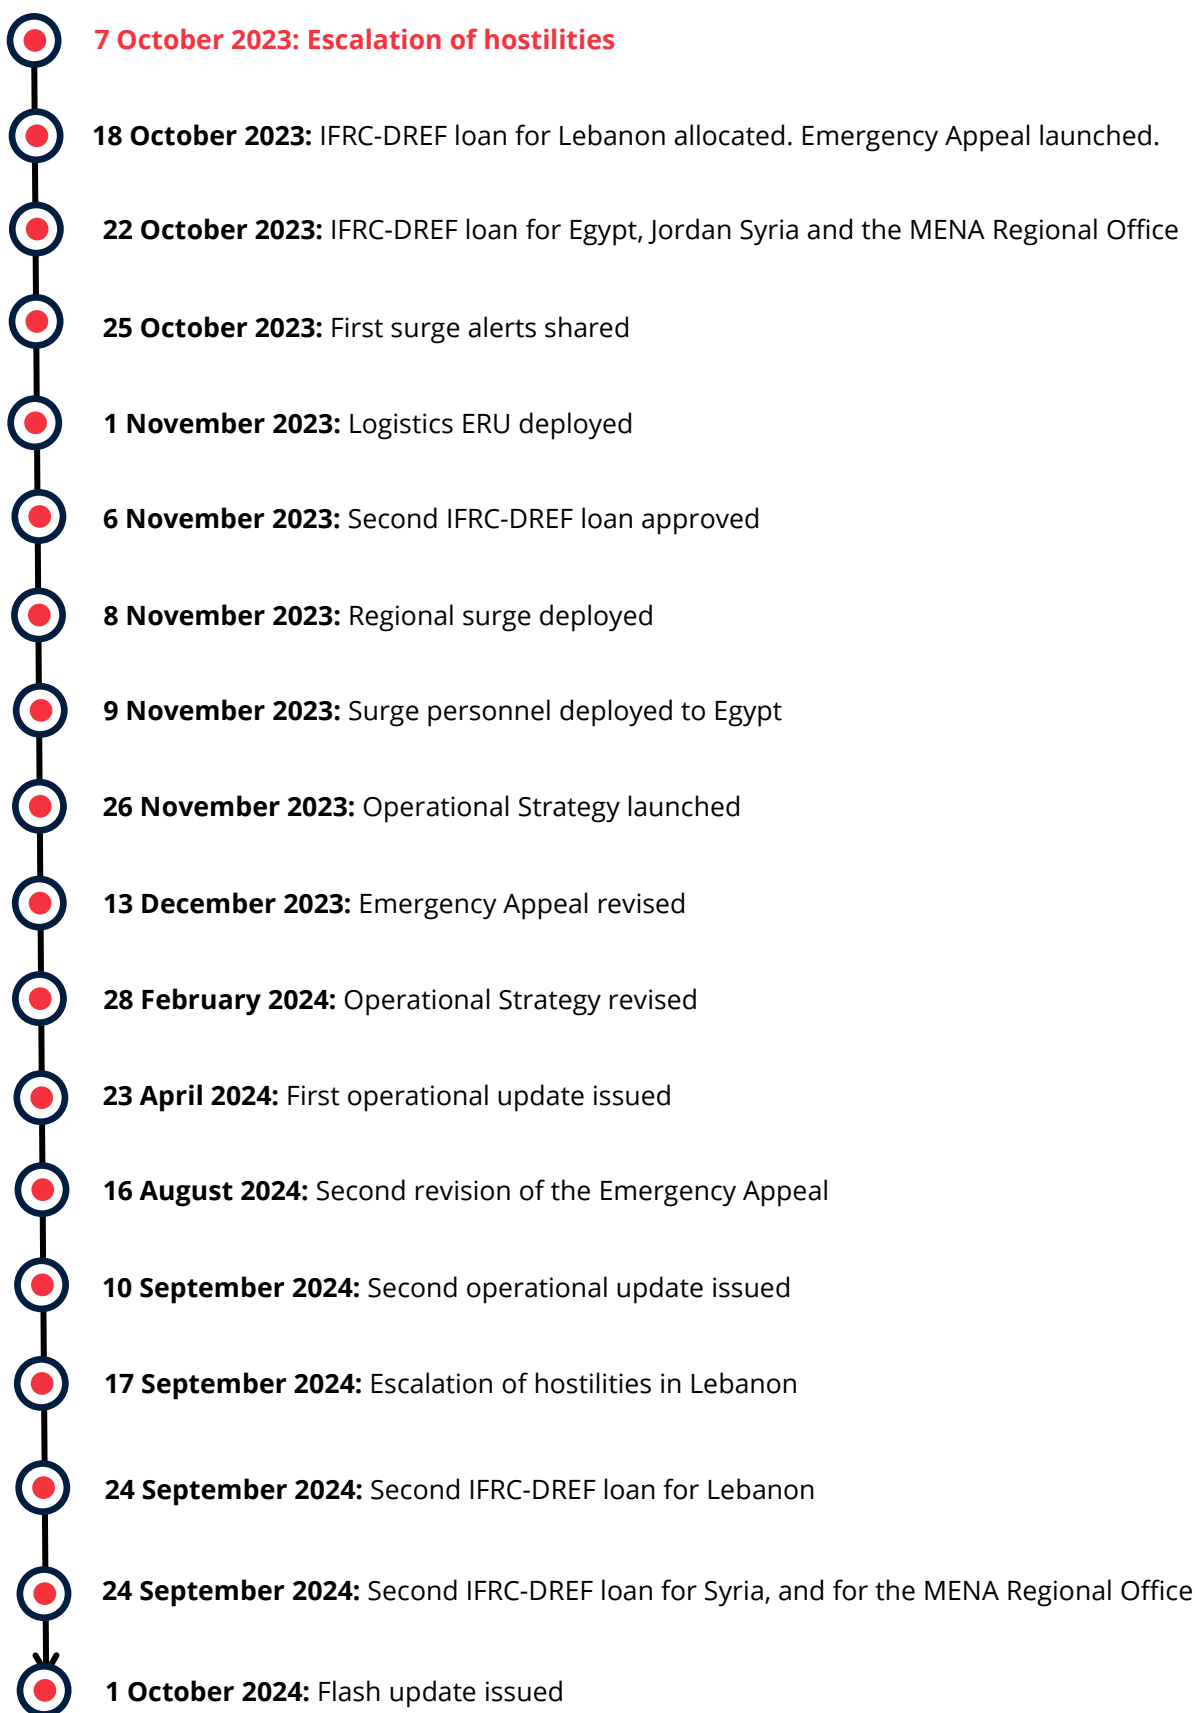 7 October 2023: Escalation of hostilities
18 October 2023: IFRC-DREF loan for Lebanon allocated. Emergency Appeal launched.
22 October 2023: IFRC-DREF loan for Egypt, Jordan Syria and the MENA Regional Office
25 October 2023: First surge alerts shared
1 November 2023: Logistics ERU deployed
6 November 2023: Second IFRC-DREF loan approved
8 November 2023: Regional surge deployed
9 November 2023: Surge personnel deployed to Egypt
26 November 2023: Operational Strategy launched
13 December 2023: Emergency Appeal revised
28 February 2024: Operational Strategy revised
23 April 2024: First operational update issued
16 August 2024: Second revision of the Emergency Appeal
10 September 2024: Second operational update issued
17 September 2024: Escalation of hostilities in Lebanon
24 September 2024: Second IFRC-DREF loan for Lebanon
24 September 2024: Second IFRC-DREF loan for Syria, and for the MENA Regional Office
1 October 2024: Flash update issued